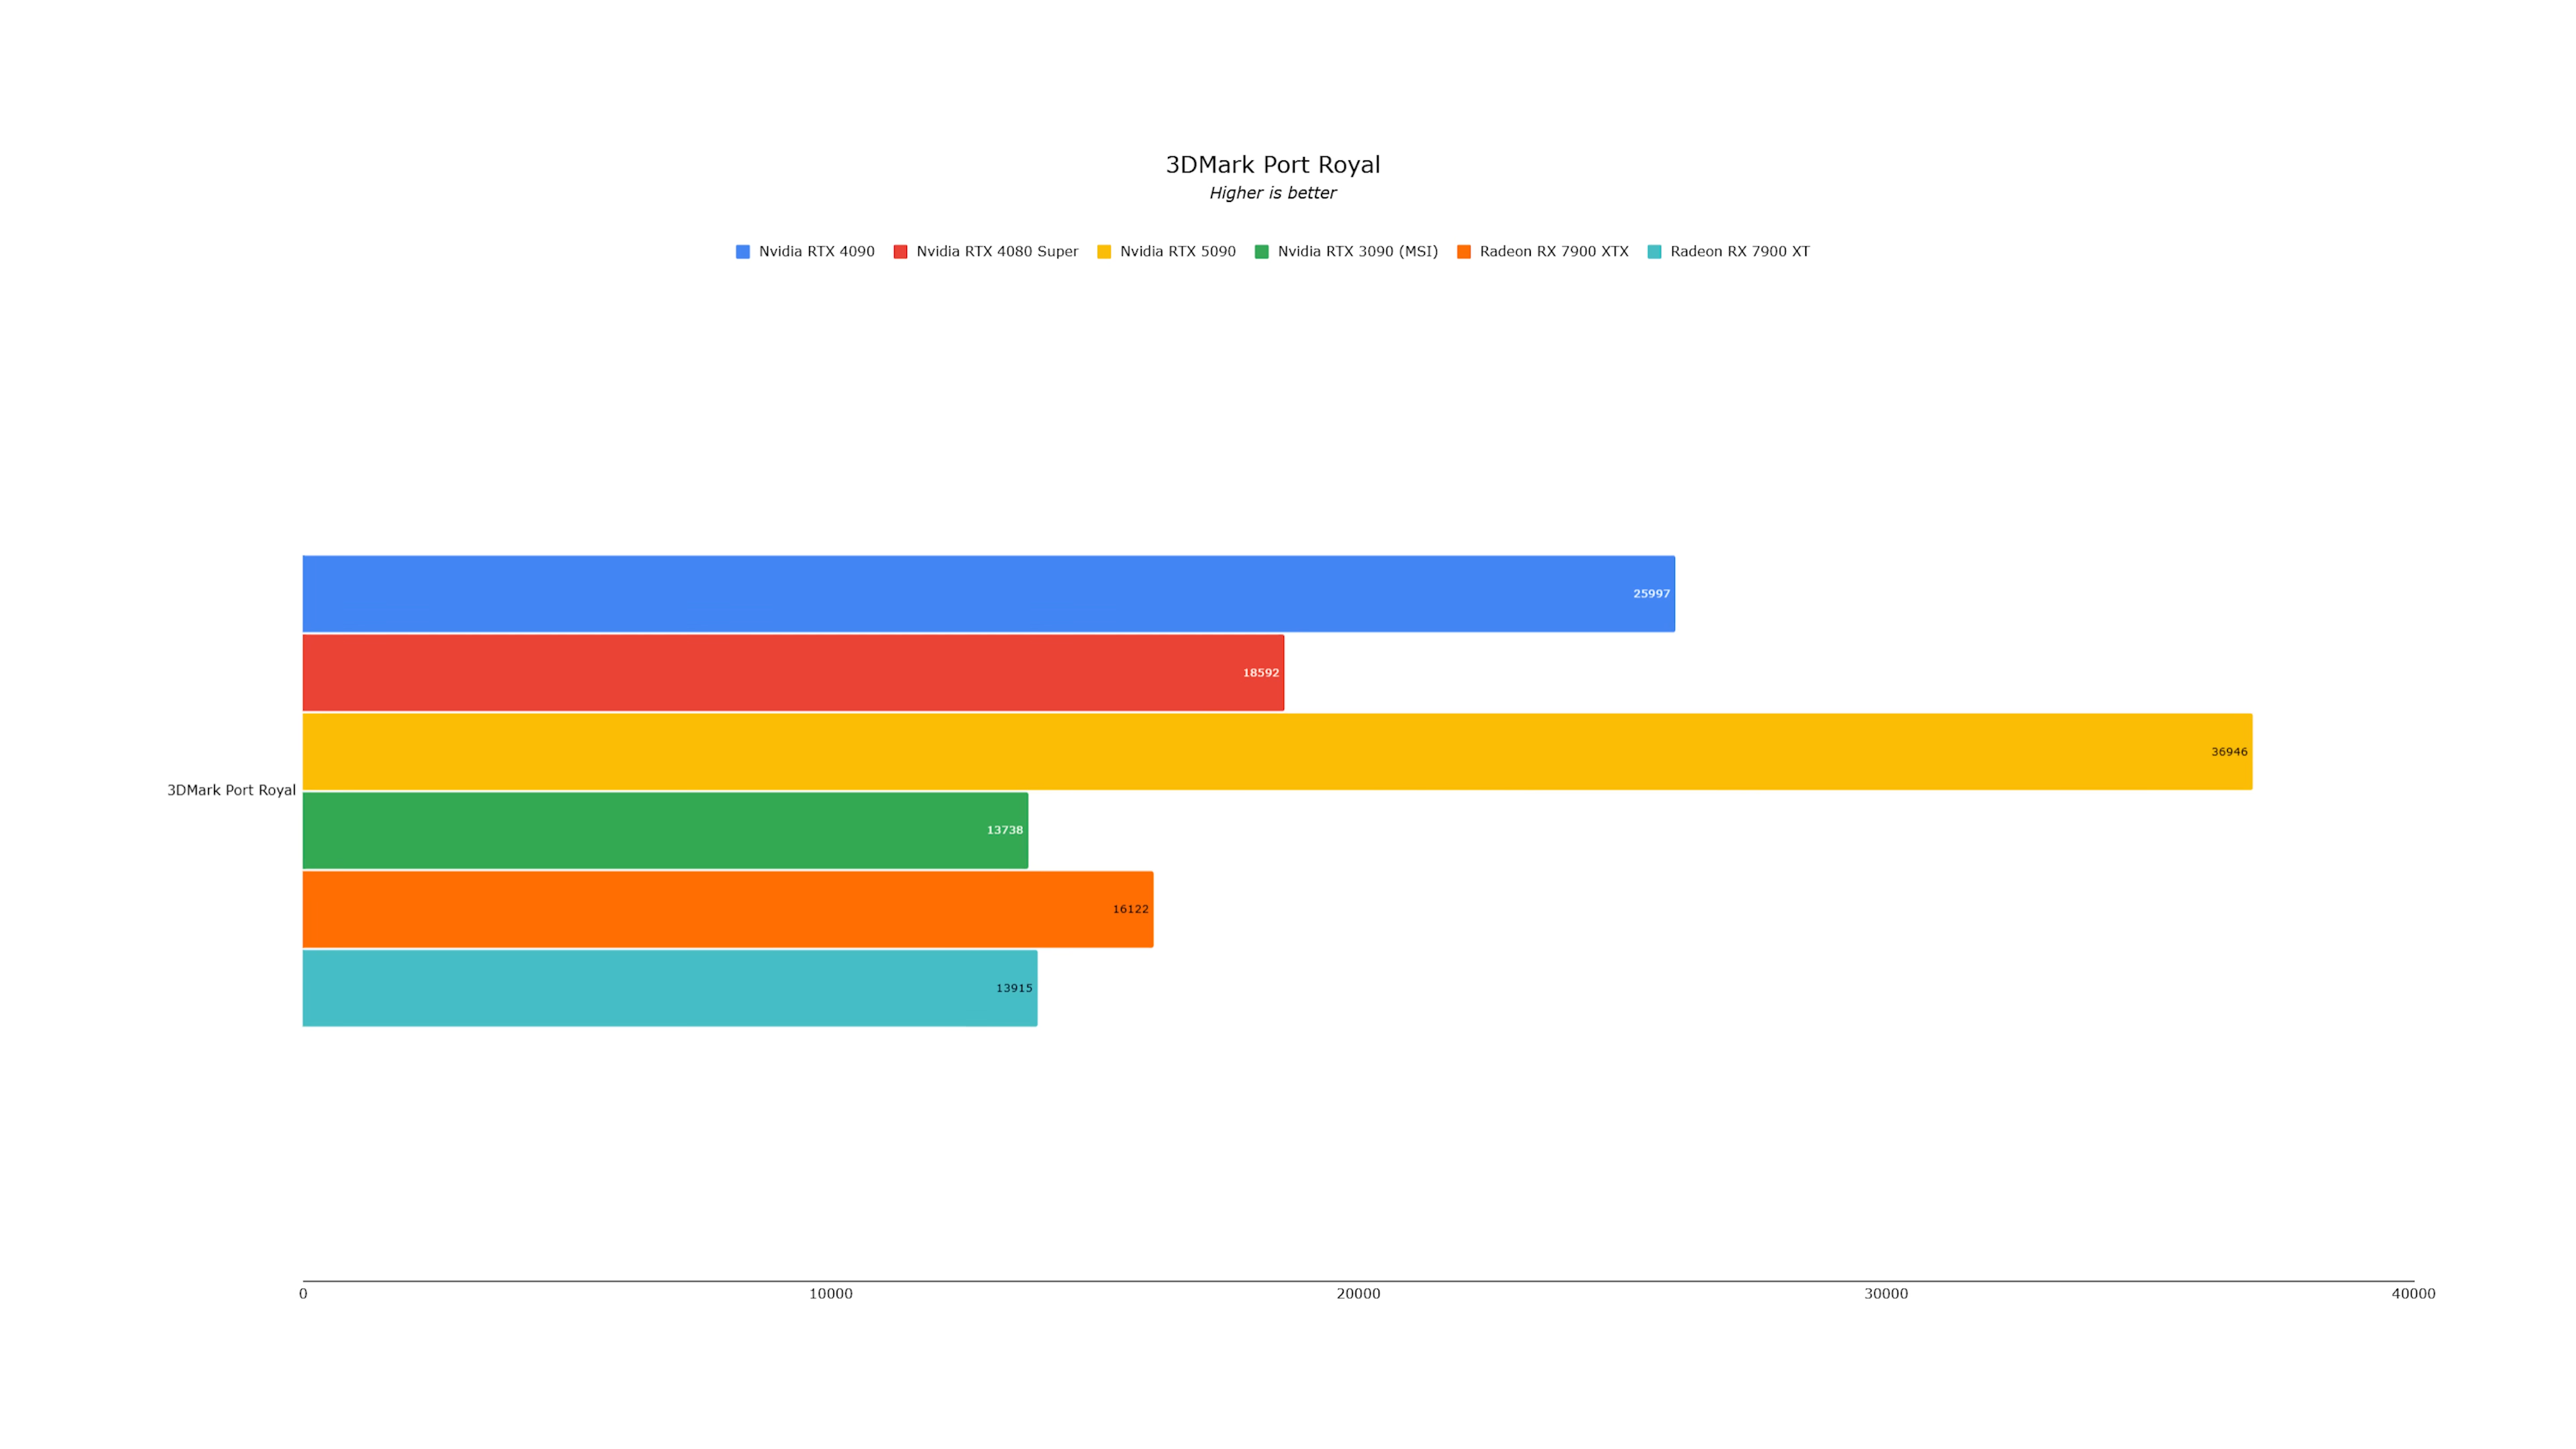 3DMark Port Royal
Higher is better
Nvidia RTX 4090 Nvidia RTX 4080 Super Nvidia RTX 5090 Nvidia RTX 3090 (MSI) Radeon RX 7900 XTX Radeon RX 7900 XT
25997
18592
36946
3DMark Port Royal
13738
16122
13915
0 10000 20000 30000 40000